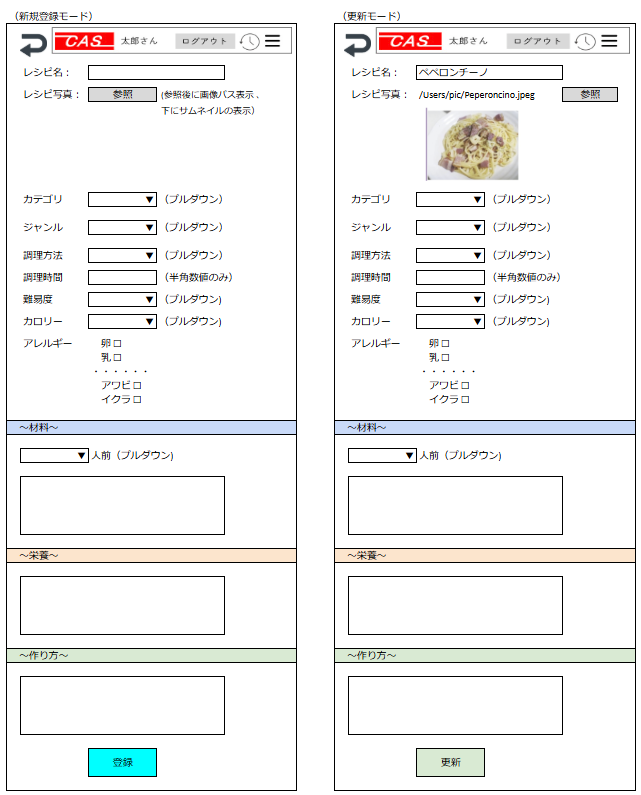 （新規登録モード）
CAS 太郎さん ログアウト
レシピ名：
レシピ写真： 参照 (参照後に画像パス表示、
下にサムネイルの表示)
カテゴリ ▼ （プルダウン）
ジャンル ▼ （プルダウン）
調理方法 ▼ （プルダウン）
調理時間 （半角数値のみ）
難易度 ▼ （プルダウン)
カロリー ▼ （プルダウン)
アレルギー 卵 □
乳 □
・・・・・・
アワビ □
イクラ □
～材料～
▼ 人前（プルダウン)
～栄養～
～作り方～
登録
（更新モード）
CAS 太郎さん ログアウト
レシピ名： ペペロンチーノ
レシピ写真： /Users/pic/Peperoncino.jpeg 参照
カテゴリ ▼ （プルダウン）
ジャンル ▼ （プルダウン）
調理方法 ▼ （プルダウン）
調理時間 （半角数値のみ）
難易度 ▼ （プルダウン)
カロリー ▼ （プルダウン)
アレルギー 卵 □
乳 □
・・・・・・
アワビ □
イクラ □
～材料～
▼ 人前（プルダウン)
～栄養～
～作り方～
更新